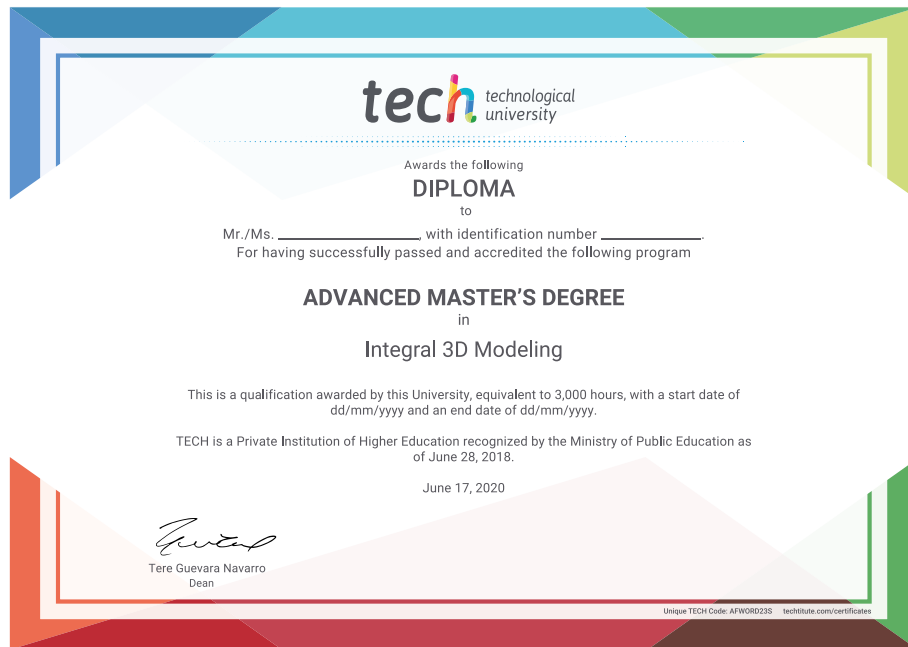 tech technological
university
Awards the following
DIPLOMA
to
Mr./Ms. ____________, with identification number ____________.
For having successfully passed and accredited the following program
ADVANCED MASTER'S DEGREE
in
Integral 3D Modeling
This is a qualification awarded by this University, equivalent to 3,000 hours, with a start date of
dd/mm/yyyy and an end date of dd/mm/yyyy.
TECH is a Private Institution of Higher Education recognized by the Ministry of Public Education as
of June 28, 2018.
June 17, 2020
Tere Guevara Navarro
Dean
Unique TECH Code: AFWORD23S techtitute.com/certificates